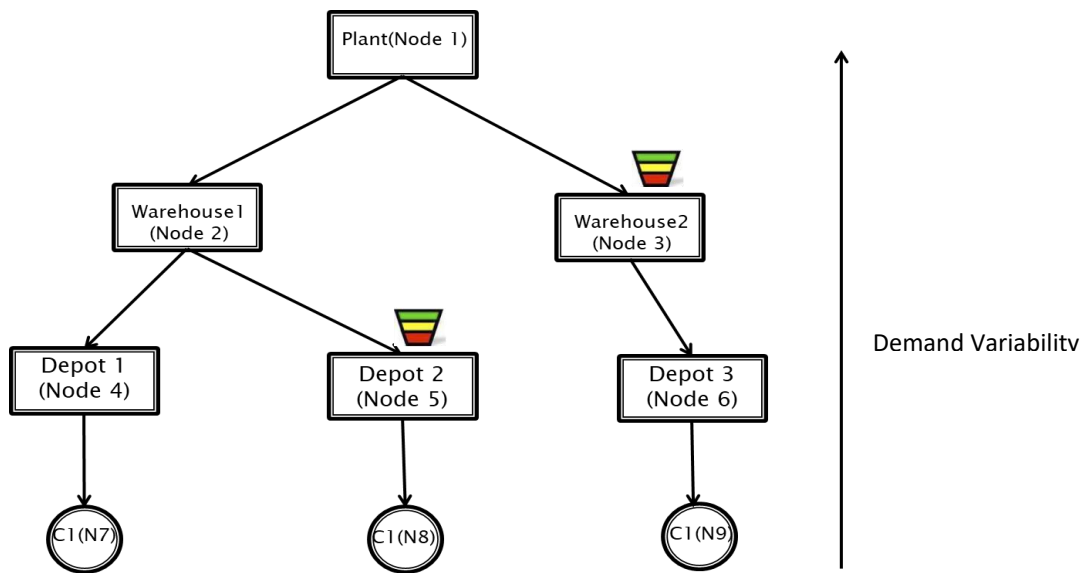 Plant(Node 1)
Warehouse1
(Node 2)
Warehouse2
(Node 3)
Depot 1
(Node 4)
Depot 2
(Node 5)
Depot 3
(Node 6)
Demand Variability
C1(N7)
C1(N8)
C1(N9)